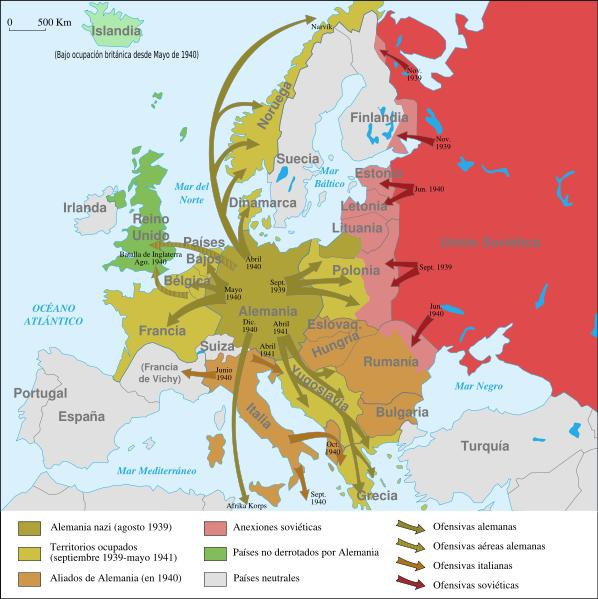 0 500 Km
Islandia
(Bajo ocupación británica desde Mayo de 1940)
Narvik
Nov.
1939
Noruega
Finlandia
Nov.
1939
Suecia
Mar
Báltico
Estonia
Jun. 1940
Mar del
Norte
Dinamarca
Letonia
Irlanda
Reino
Unido
Lituania
Países
Bajos
Unión Soviética
Batalla de Inglaterra
Ago. 1940
Abril
1940
Polonia
Sept. 1939
Bélgica
Mayo
1940
Sept.
1939
OCÉANO
ATLÁNTICO
Alemania
Jun.
1940
Francia
Dic.
1940
Abril
1941
Eslovaq.
Hungría
Suiza
Abril
1941
Rumanía
(Francia
de Vichy)
Junio
1940
Yugoslavia
Mar Negro
Portugal
España
Italia
Bulgaria
Turquía
Oct.
1940
Mar Mediterráneo
Sept.
1940
Grecia
Afrika Korps
Alemania nazi (agosto 1939)
Territorios ocupados
(septiembre 1939-mayo 1941)
Aliados de Alemania (en 1940)
Anexiones soviéticas
Países no derrotados por Alemania
Países neutrales
Ofensivas alemanas
Ofensivas aéreas alemanas
Ofensivas italianas
Ofensivas soviéticas